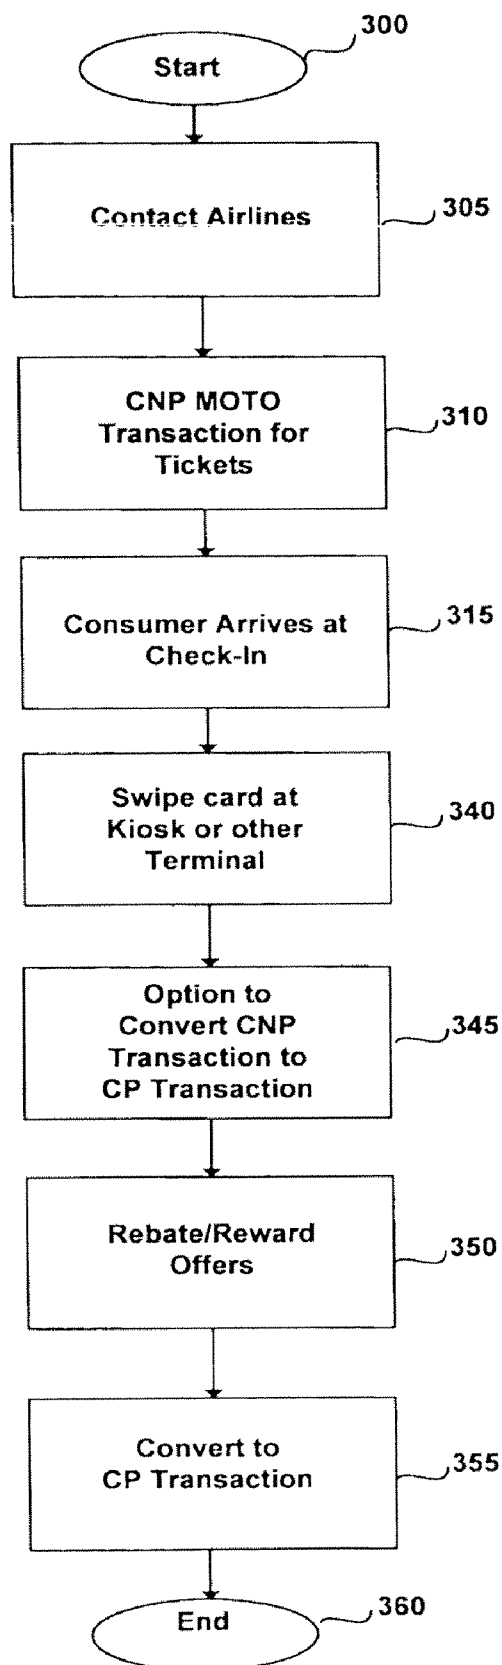 300
Start
Contact Airlines
305
CNP MOTO
Transaction for
Tickets
310
Consumer Arrives at
Check-In
315
Swipe card at
Kiosk or other
Terminal
340
Option to
Convert CNP
Transaction to
CP Transaction
345
Rebate/Reward
Offers
350
Convert to
CP Transaction
355
End
360